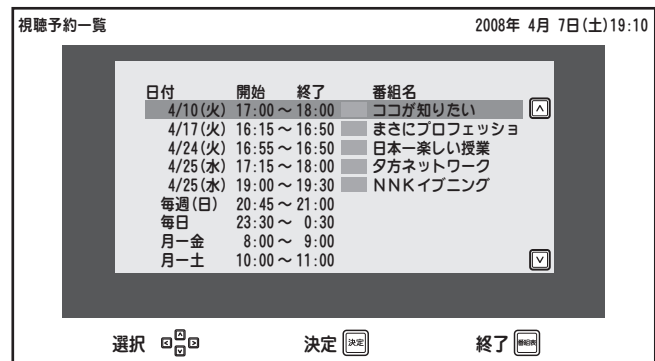 視聴予約一覧 2008年 4月 7日(土)19:10
日付 開始 終了 番組名
4/10(火) 17:00～18:00 ココが知りたい
4/17(火) 16:15～16:50 まさにプロフェッショ
4/24(火) 16:55～16:50 日本一楽しい授業
4/25(水) 17:15～18:00 夕方ネットワーク
4/25(水) 19:00～19:30 NNKイブニング
毎週(日) 20:45～21:00
毎日 23:30～ 0:30
月ー金 8:00～ 9:00
月ー土 10:00～11:00
選択 決定 決定 終了 番組表